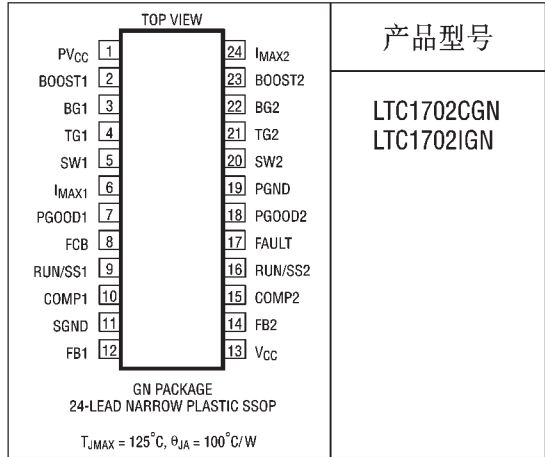 TOP VIEW
PVCC 1 24 IMAX2
BOOST1 2 23 BOOST2
BG1 3 22 BG2
TG1 4 21 TG2
SW1 5 20 SW2
IMAX1 6 19 PGND
PGOOD1 7 18 PGOOD2
FCB 8 17 FAULT
RUN/SS1 9 16 RUN/SS2
COMP1 10 15 COMP2
SGND 11 14 FB2
FB1 12 13 VCC
GN PACKAGE
24-LEAD NARROW PLASTIC SSOP
TJMAX = 125°C, θJA = 100°C/W
产品型号
LTC1702CGN
LTC1702IGN